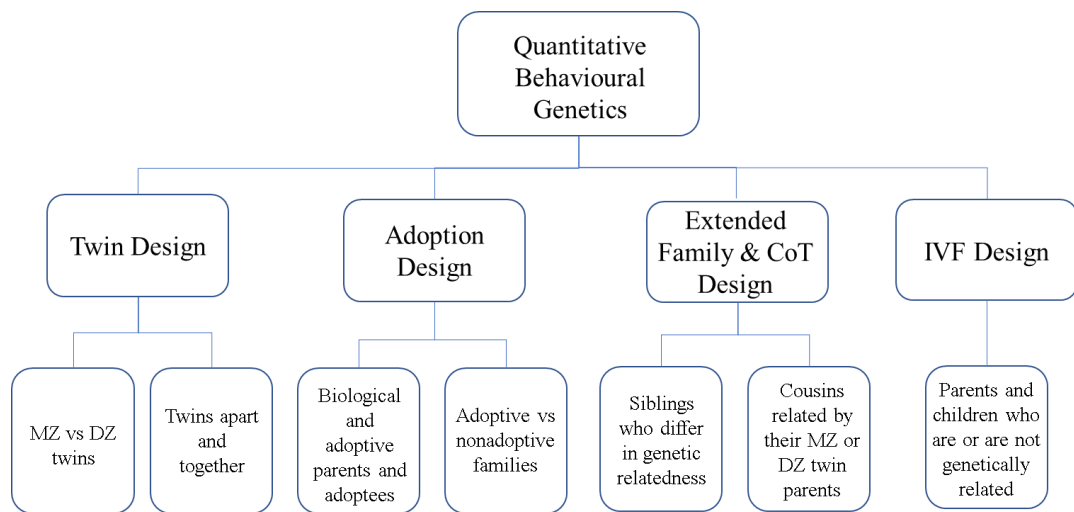 Quantitative
Behavioural
Genetics
Twin Design
Adoption
Design
Extended
Family & CoT
Design
IVF Design
MZ vs DZ
twins
Twins apart
and
together
Biological
and
adoptive
parents and
adoptees
Adoptive vs
nonadoptive
families
Siblings
who differ
in genetic
relatedness
Cousins
related by
their MZ or
DZ twin
parents
Parents and
children who
are or are not
genetically
related